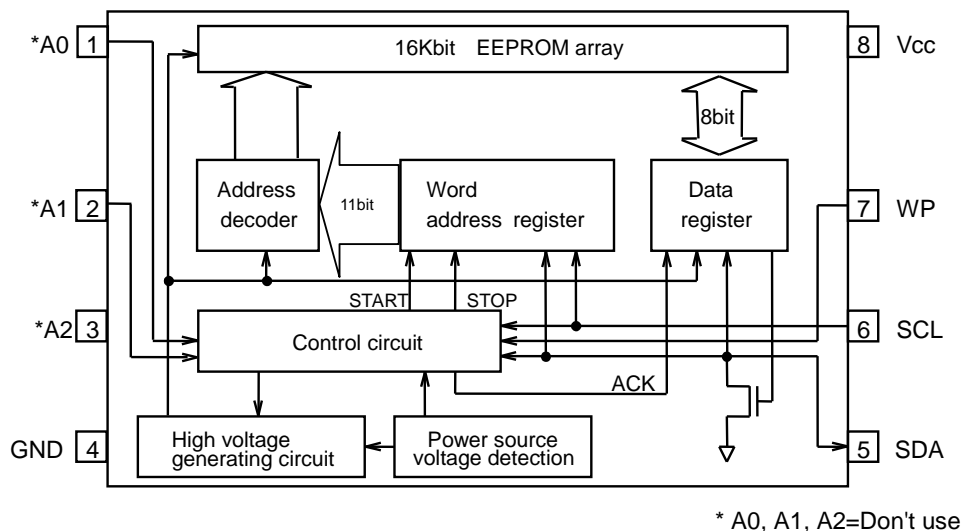 *A0 1
16Kbit EEPROM array
8 Vcc
8bit
*A1 2
Address
decoder
11bit
Word
address register
Data
register
7 WP
START
STOP
*A2 3
Control circuit
6 SCL
ACK
GND 4
High voltage
generating circuit
Power source
voltage detection
5 SDA
* A0, A1, A2=Don't use